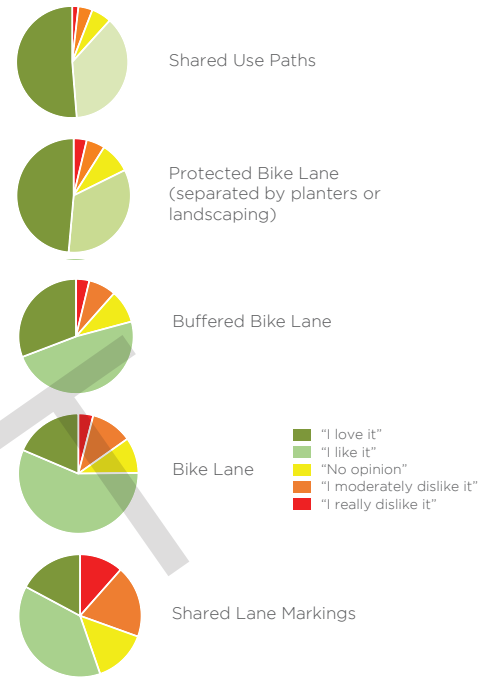 Shared Use Paths
Protected Bike Lane
(separated by planters or
landscaping)
Buffered Bike Lane
Bike Lane
“I love it”
“I like it”
“No opinion”
“I moderately dislike it”
“I really dislike it”
Shared Lane Markings